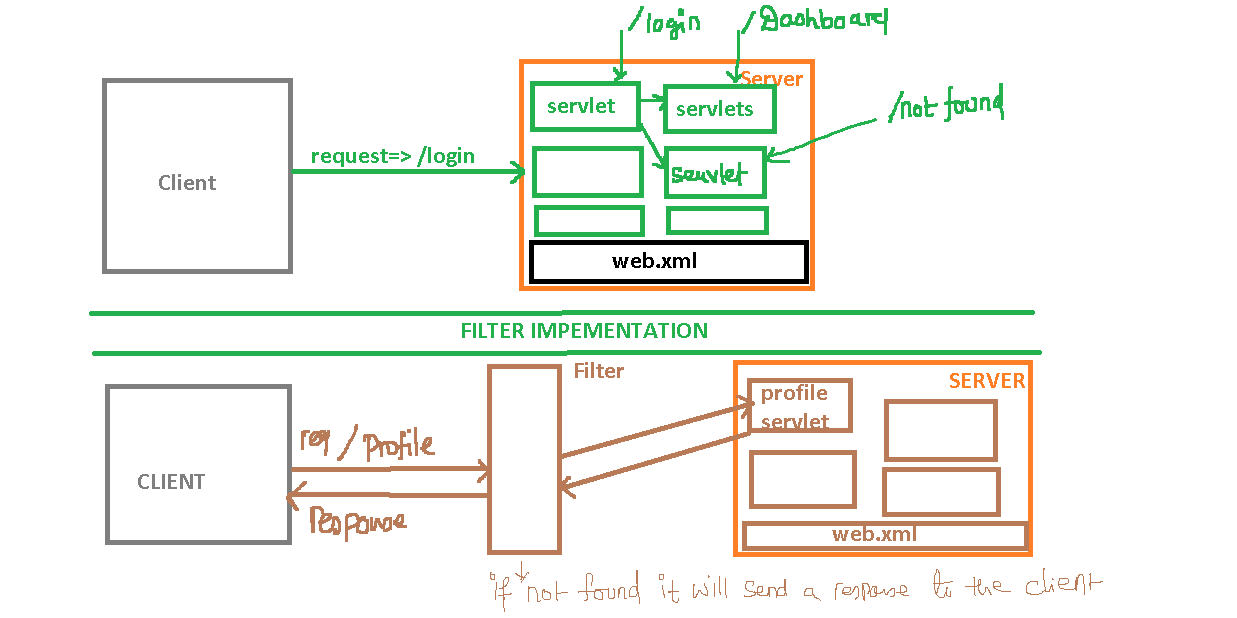 /login
/Dashboard
Server
servlet
servlets
/not found
request=> /login
Client
servlet
web.xml
FILTER IMPEMENTATION
Filter
SERVER
profile
servlet
req /Profile
CLIENT
response
web.xml
if not found it will send a response to the client